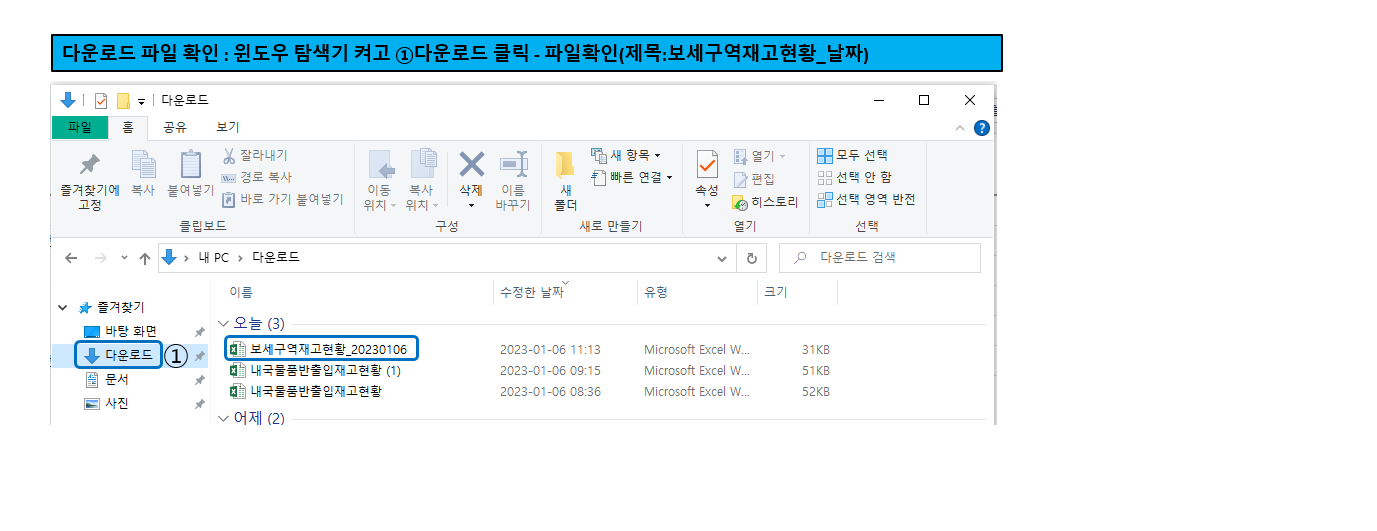 다운로드 파일 확인 : 윈도우 탐색기 켜고 ①다운로드 클릭 - 파일확인(제목:보세구역재고현황_날짜)
다운로드
파일 홈 공유 보기
즐겨찾기에 고정
복사
붙여넣기
잘라내기
경로 복사
바로 가기 붙여넣기
클립보드
이동 위치
복사 위치
삭제
이름 바꾸기
구성
새 폴더
새 항목
빠른 연결
새로 만들기
속성
열기
편집
히스토리
열기
모두 선택
선택 안 함
선택 영역 반전
선택
내 PC › 다운로드
다운로드 검색
이름 수정한 날짜 유형 크기
즐겨찾기
바탕 화면
다운로드 ①
문서
사진
오늘 (3)
보세구역재고현황_20230106 2023-01-06 11:13 Microsoft Excel W... 31KB
내국물품반출입재고현황 (1) 2023-01-06 09:15 Microsoft Excel W... 51KB
내국물품반출입재고현황 2023-01-06 08:36 Microsoft Excel W... 52KB
어제 (2)